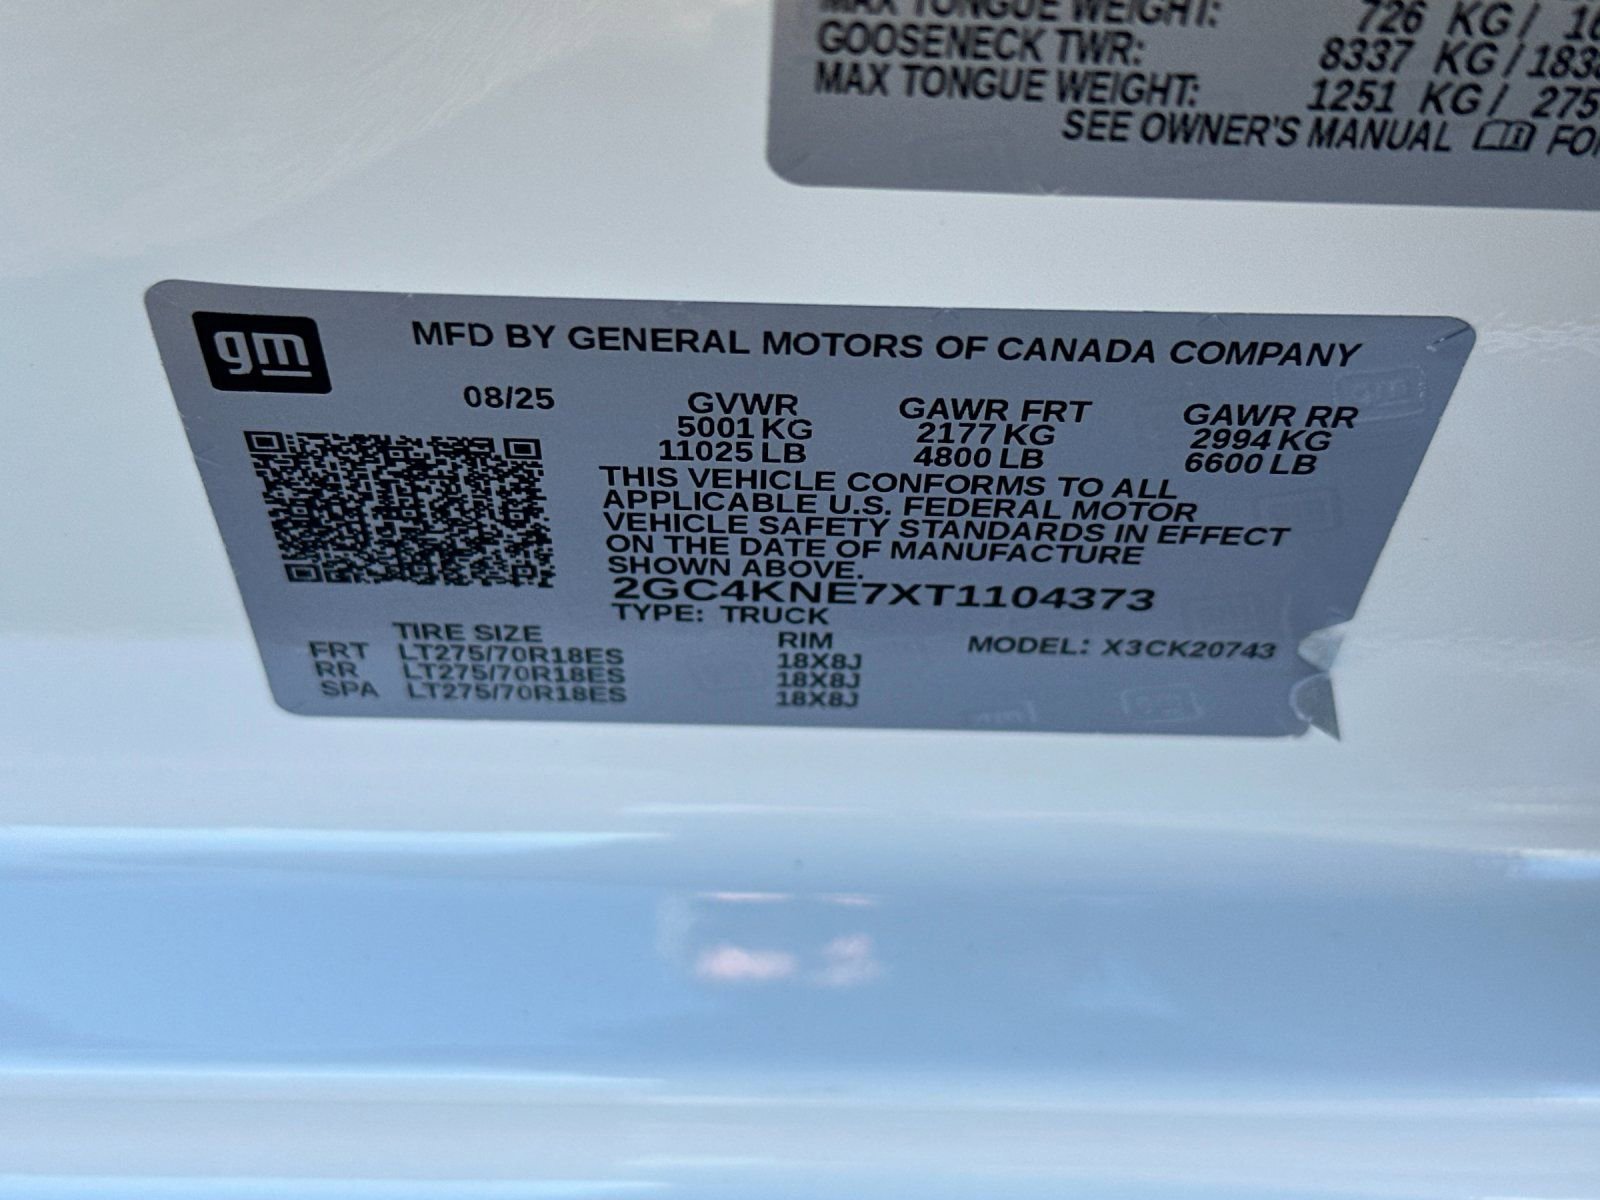 MAX TONGUE WEIGHT: 726 KG /
GOOSENECK TWR: 8337 KG /
MAX TONGUE WEIGHT: 1251 KG /
SEE OWNER'S MANUAL
gm
MFD BY GENERAL MOTORS OF CANADA COMPANY
08/25 GVWR GAWR FRT GAWR RR
5001 KG 2177 KG 2994 KG
11025 LB 4800 LB 6600 LB
THIS VEHICLE CONFORMS TO ALL
APPLICABLE U.S. FEDERAL MOTOR
VEHICLE SAFETY STANDARDS IN EFFECT
ON THE DATE OF MANUFACTURE
SHOWN ABOVE.
2GC4KNE7XT1104373
TYPE: TRUCK
TIRE SIZE RIM MODEL: X3CK20743
FRT LT275/70R18ES 18X8J
RR LT275/70R18ES 18X8J
SPA LT275/70R18ES 18X8J